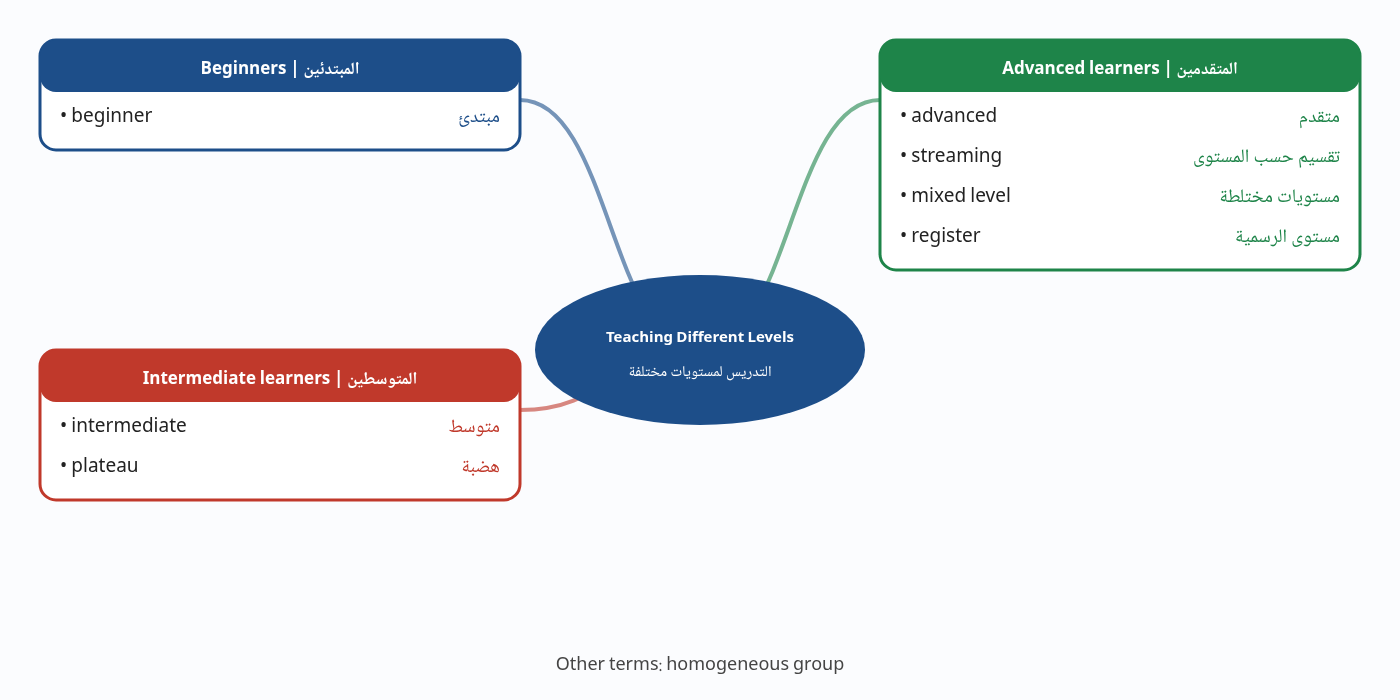 Beginners | المبتدئين
• beginner مبتدئ
Advanced learners | المتقدمين
• advanced متقدم
• streaming تقسيم حسب المستوى
• mixed level مستويات مختلطة
• register مستوى الرسمية
Teaching Different Levels
التدريس لمستويات مختلفة
Intermediate learners | المتوسطين
• intermediate متوسط
• plateau هضبة
Other terms: homogeneous group